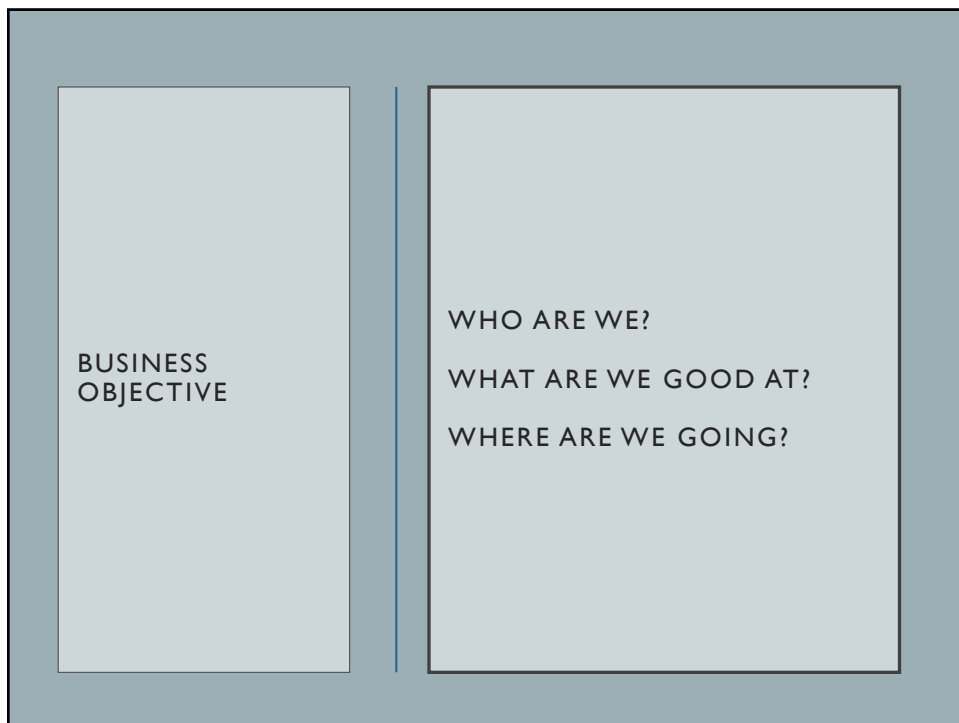 BUSINESS
OBJECTIVE
WHO ARE WE?
WHAT ARE WE GOOD AT?
WHERE ARE WE GOING?